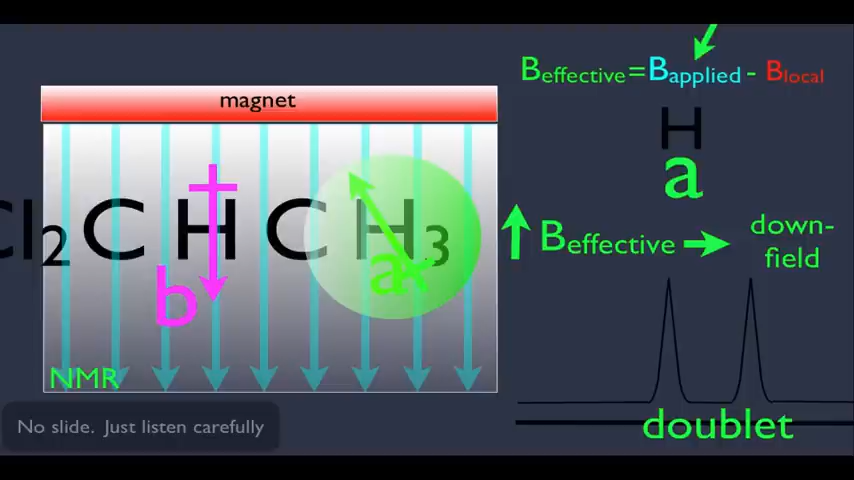 magnet
Cl2CHCH3
b
a
NMR
No slide. Just listen carefully
Beffective=Bapplied - Blocal
H
a
Beffective
down-
field
doublet